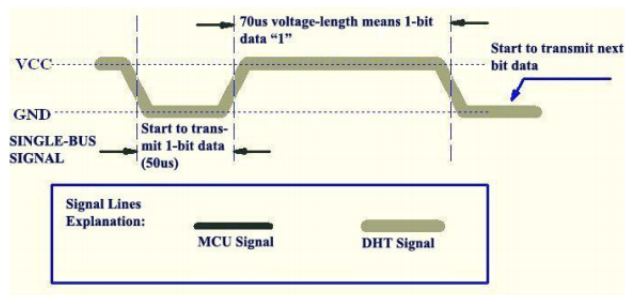 70us voltage-length means 1-bit
data “1”
Start to transmit next
bit data
VCC
GND
SINGLE-BUS
SIGNAL
Start to trans-
mit 1-bit data
(50us)
Signal Lines
Explanation:
MCU Signal
DHT Signal